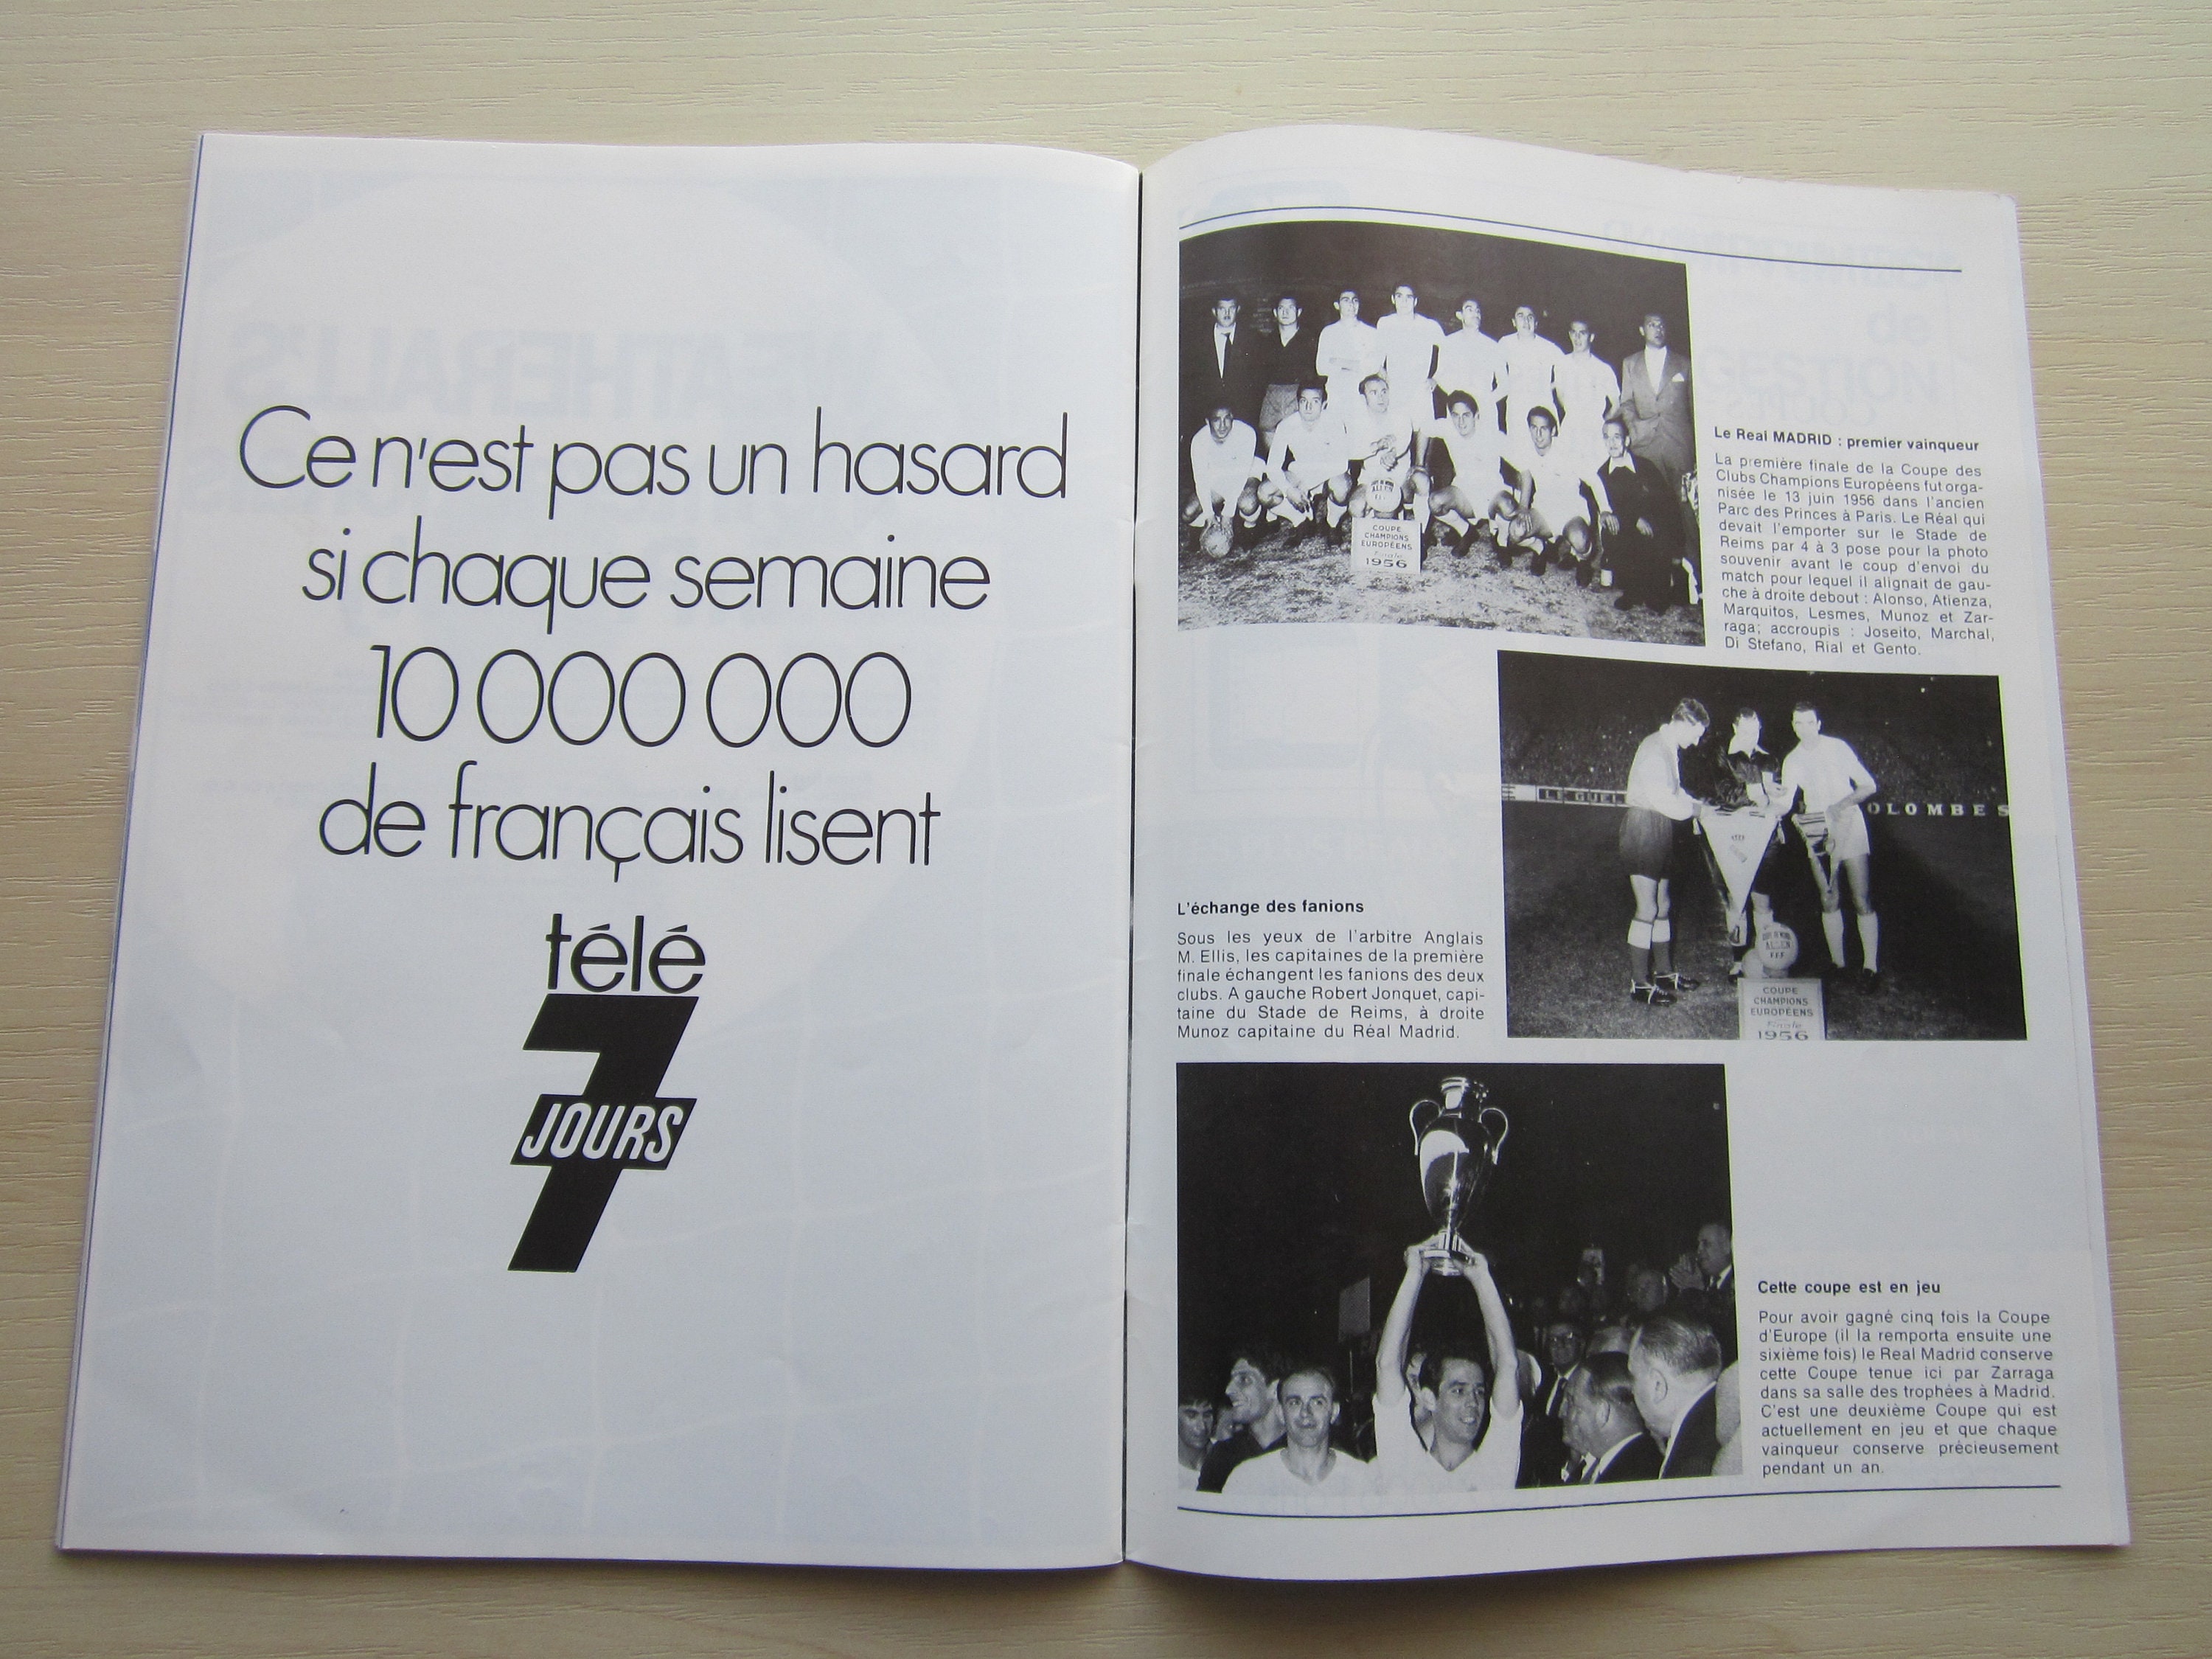 Ce n'est pas un hasard
si chaque semaine
10 000 000
de français lisent
télé
7
JOURS
COUPE
CHAMPIONS
EUROPÉENS
Finale
1956
Le Real MADRID : premier vainqueur
La première finale de la Coupe des
Clubs Champions Européens fut orga-
nisée le 13 juin 1956 dans l'ancien
Parc des Princes à Paris. Le Réal qui
devait l'emporter sur le Stade de
Reims par 4 à 3 pose pour la photo
souvenir avant le coup d'envoi du
match pour lequel il alignait de gau-
che à droite debout : Alonso, Atienza,
Marquitos, Lesmes, Munoz et Zar-
raga; accroupis : Joseito, Marchal,
Di Stefano, Rial et Gento.
LE GUEL
OLOMBES
COUPE
CHAMPIONS
EUROPÉENS
Finale
1956
L'échange des fanions
Sous les yeux de l'arbitre Anglais
M. Ellis, les capitaines de la première
finale échangent les fanions des deux
clubs. A gauche Robert Jonquet, capi-
taine du Stade de Reims, à droite
Munoz capitaine du Réal Madrid.
Cette coupe est en jeu
Pour avoir gagné cinq fois la Coupe
d'Europe (il la remporta ensuite une
sixième fois) le Real Madrid conserve
cette Coupe tenue ici par Zarraga
dans sa salle des trophées à Madrid.
C'est une deuxième Coupe qui est
actuellement en jeu et que chaque
vainqueur conserve précieusement
pendant un an.